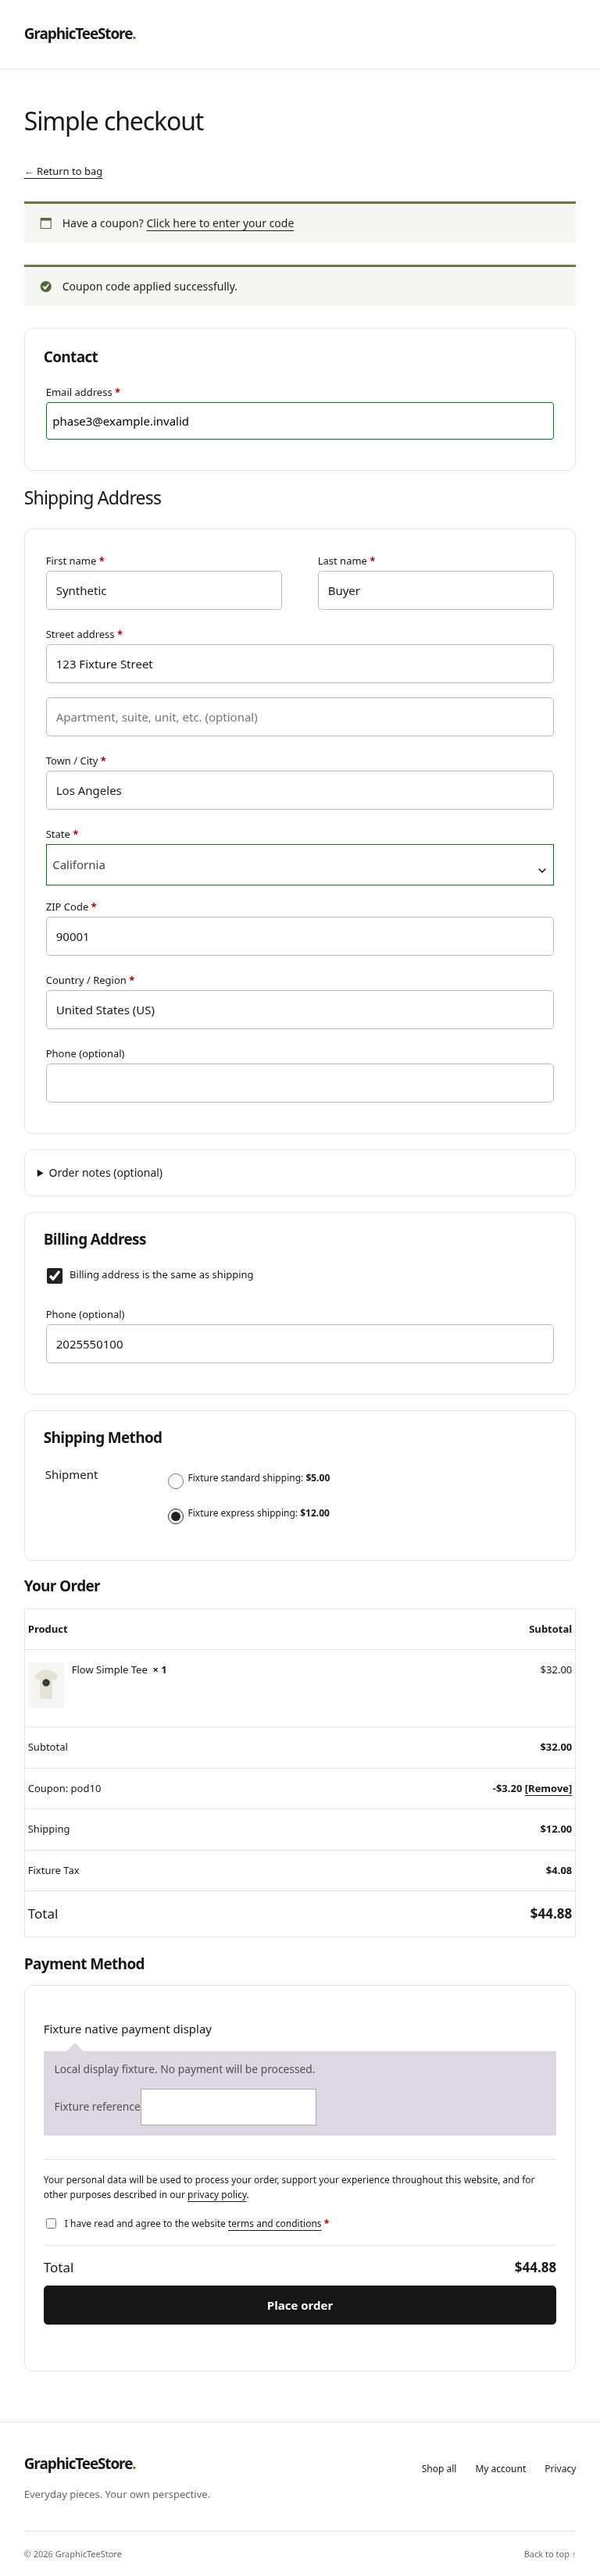 GraphicTeeStore.
Simple checkout
← Return to bag
Have a coupon? Click here to enter your code
Coupon code applied successfully.
Contact
Email address *
phase3@example.invalid
Shipping Address
First name * Last name *
Synthetic Buyer
Street address *
123 Fixture Street
Apartment, suite, unit, etc. (optional)
Town / City *
Los Angeles
State *
California
ZIP Code *
90001
Country / Region *
United States (US)
Phone (optional)
Order notes (optional)
Billing Address
Billing address is the same as shipping
Phone (optional)
2025550100
Shipping Method
Shipment Fixture standard shipping: $5.00
Fixture express shipping: $12.00
Your Order
Product Subtotal
Flow Simple Tee × 1 $32.00
Subtotal $32.00
Coupon: pod10 -$3.20 [Remove]
Shipping $12.00
Fixture Tax $4.08
Total $44.88
Payment Method
Fixture native payment display
Local display fixture. No payment will be processed.
Fixture reference
Your personal data will be used to process your order, support your experience throughout this website, and for
other purposes described in our privacy policy.
I have read and agree to the website terms and conditions *
Total $44.88
Place order
GraphicTeeStore.
Shop all My account Privacy
Everyday pieces. Your own perspective.
© 2026 GraphicTeeStore Back to top ↑